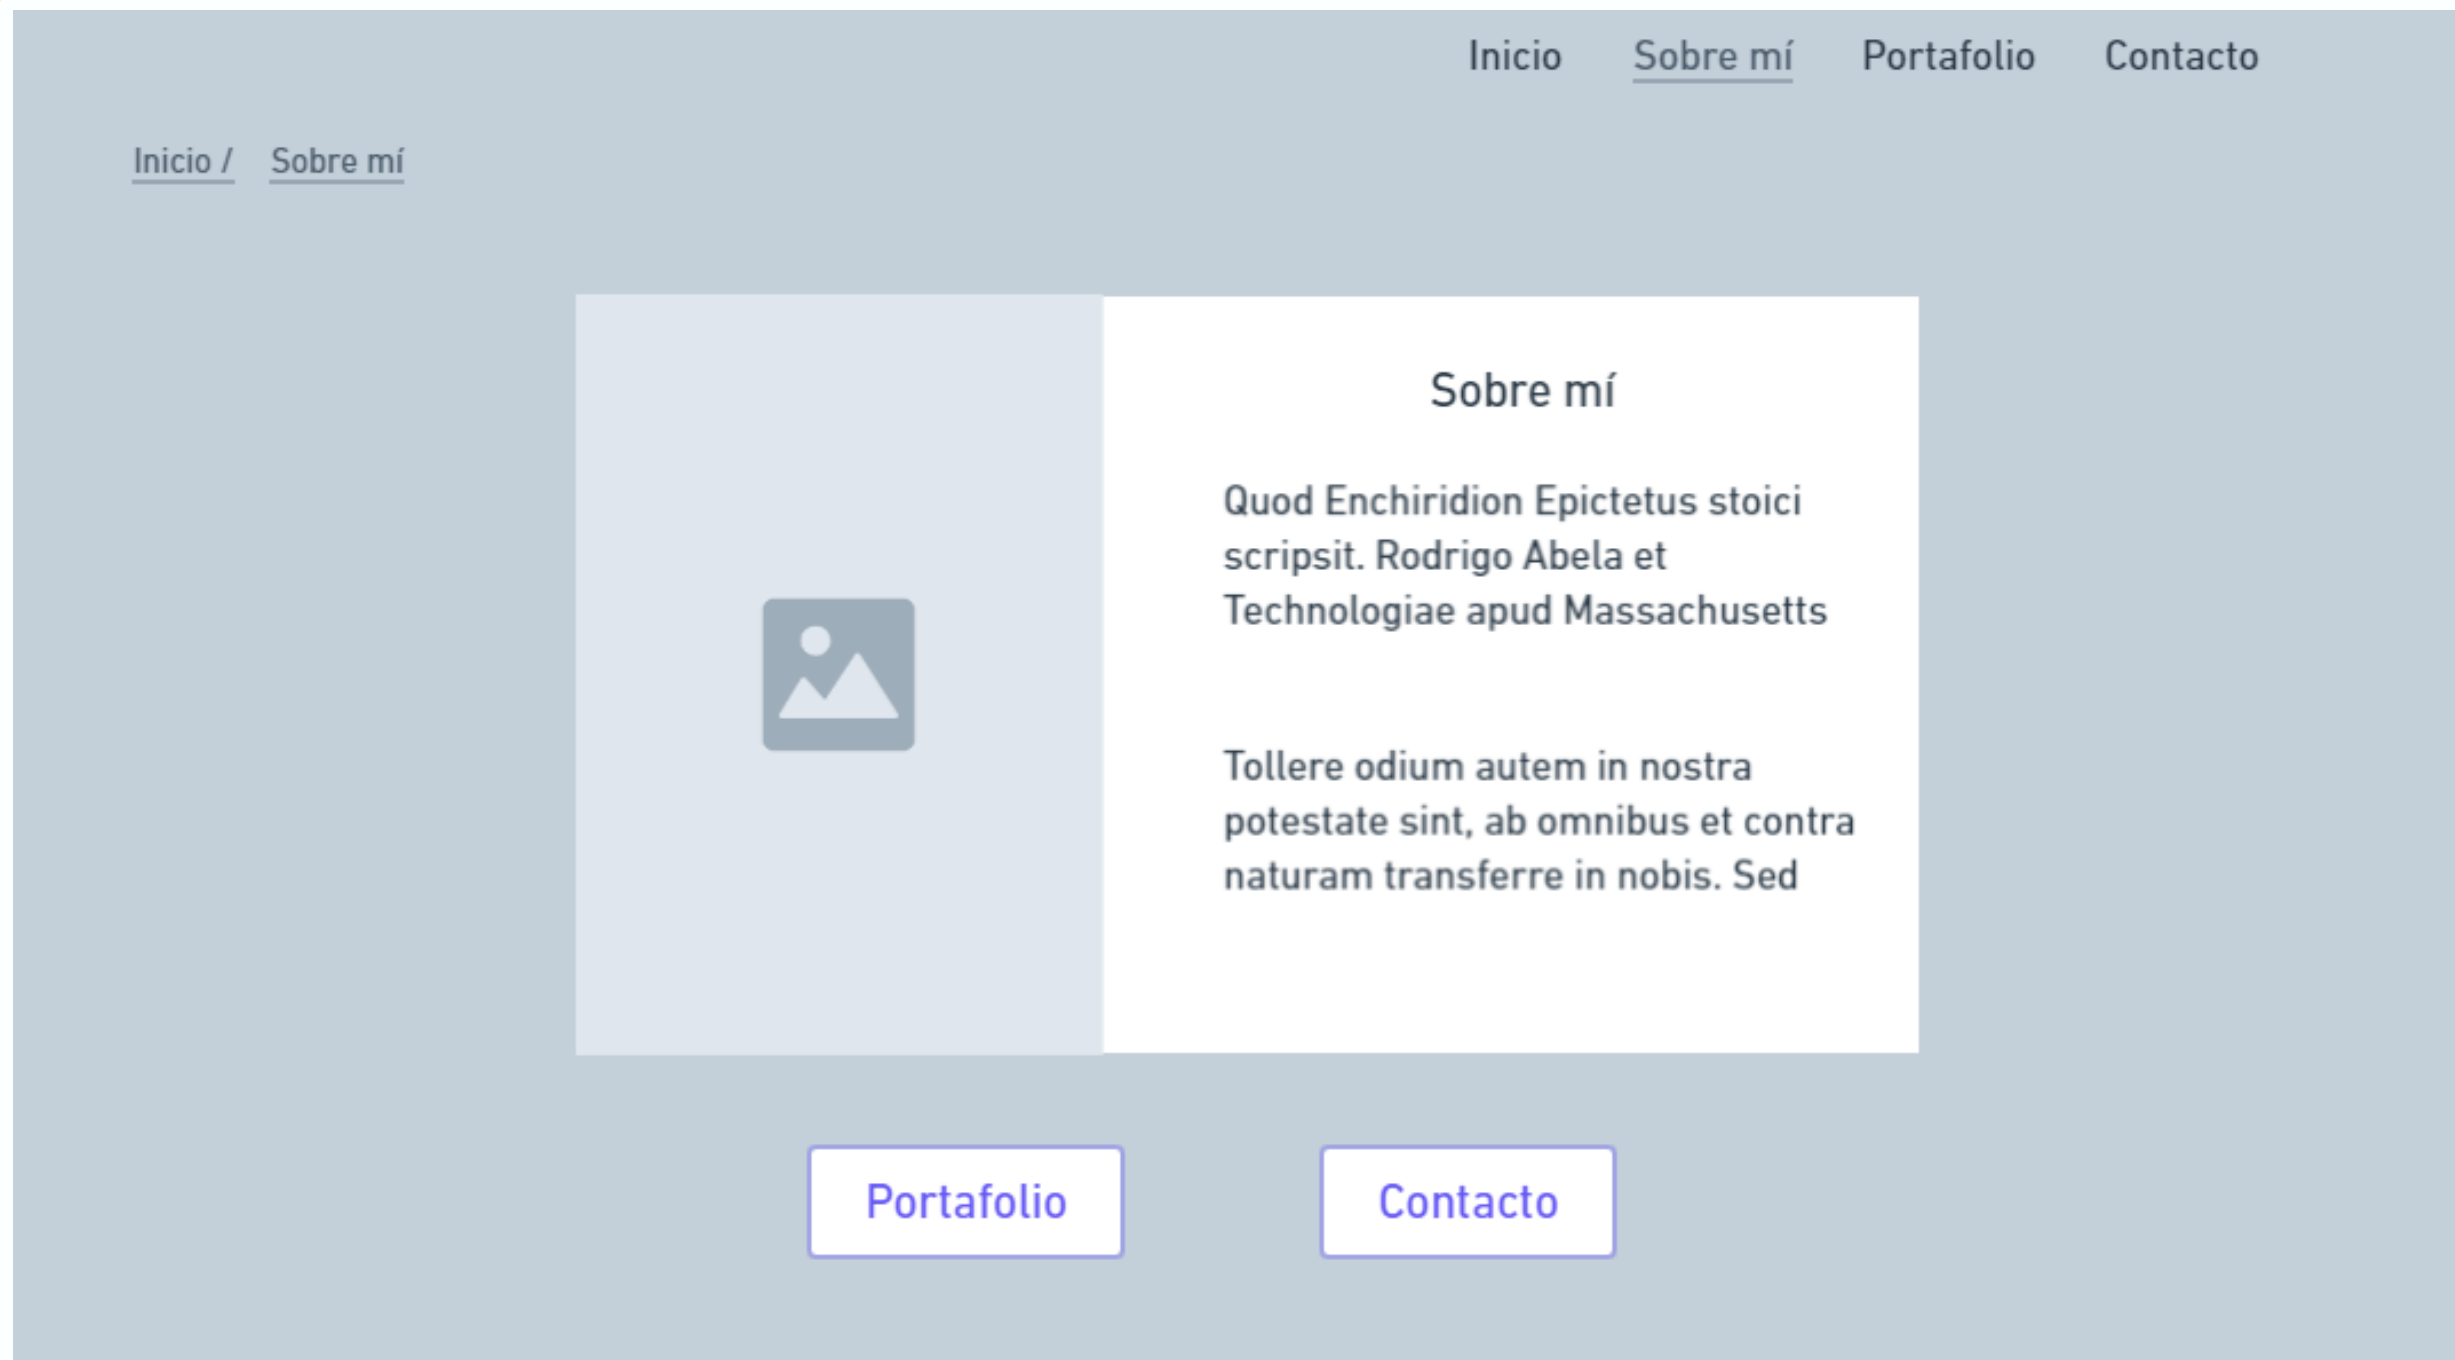 Inicio Sobre mí Portafolio Contacto
Inicio / Sobre mí
Sobre mí
Quod Enchiridion Epictetus stoici
scripsit. Rodrigo Abela et
Technologiae apud Massachusetts
Tollere odium autem in nostra
potestate sint, ab omnibus et contra
naturam transferre in nobis. Sed
Portafolio Contacto